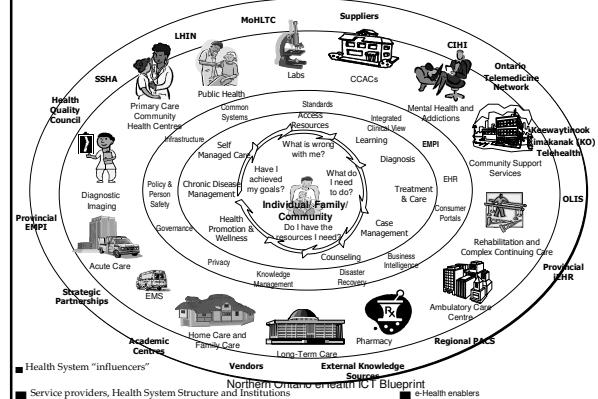 MoHLTC
Suppliers
LHIN
CIHI
SSHA
Ontario
Telemedicine
Network
Health
Quality
Council
Keewaytinook
Okimakanak (KO)
Telehealth
OLIS
Provincial
EMPI
Provincial
iEHR
Strategic
Partnerships
Academic
Centres
Vendors
External Knowledge
Sources
Regional PACS
Public Health
Labs
CCACs
Primary Care
Community
Health Centres
Mental Health and
Addictions
Community Support
Services
Diagnostic
Imaging
Rehabilitation and
Complex Continuing Care
Acute Care
EMS
Ambulatory Care
Centre
Home Care and
Family Care
Long-Term Care
Pharmacy
Common
Systems
Standards
Infrastructure
Integrated
Clinical View
EMPI
Policy &
Person
Safety
EHR
Governance
Consumer
Portals
Privacy
Business
Intelligence
Knowledge
Management
Disaster
Recovery
Access
Resources
Self
Managed Care
Learning
Diagnosis
Chronic Disease
Management
Treatment
& Care
Health
Promotion &
Wellness
Case
Management
Counseling
What is wrong
with me?
Have I
achieved
my goals?
What do
I need
to do?
Individual/ Family/
Community
Do I have the
resources I need?
Health System "influencers"
Northern Ontario eHealth ICT Blueprint
Service providers, Health System Structure and Institutions
e-Health enablers